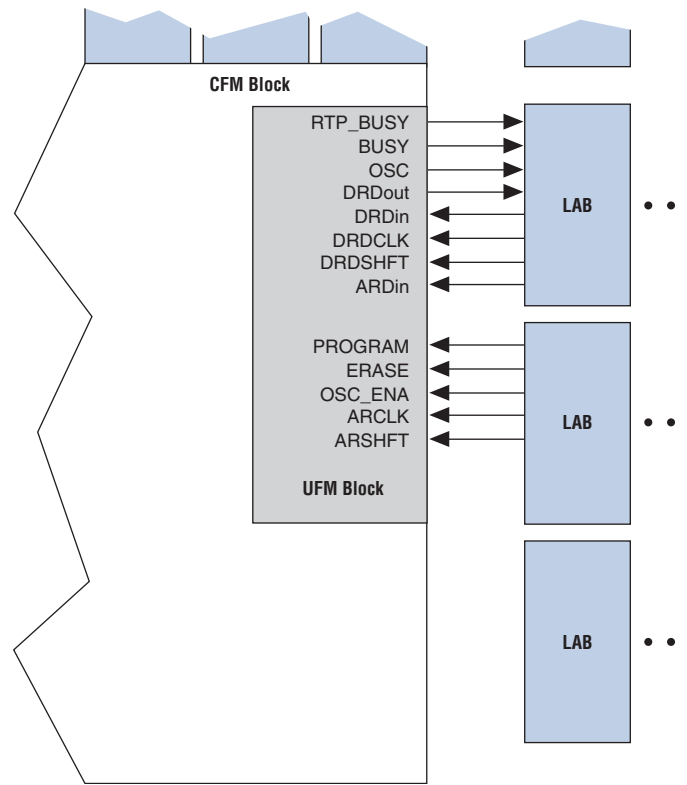 CFM Block
RTP_BUSY
BUSY
OSC
DRDout
DRDin
DRDCLK
DRDSHFT
ARDin
LAB
PROGRAM
ERASE
OSC_ENA
ARCLK
ARSHFT
LAB
UFM Block
LAB